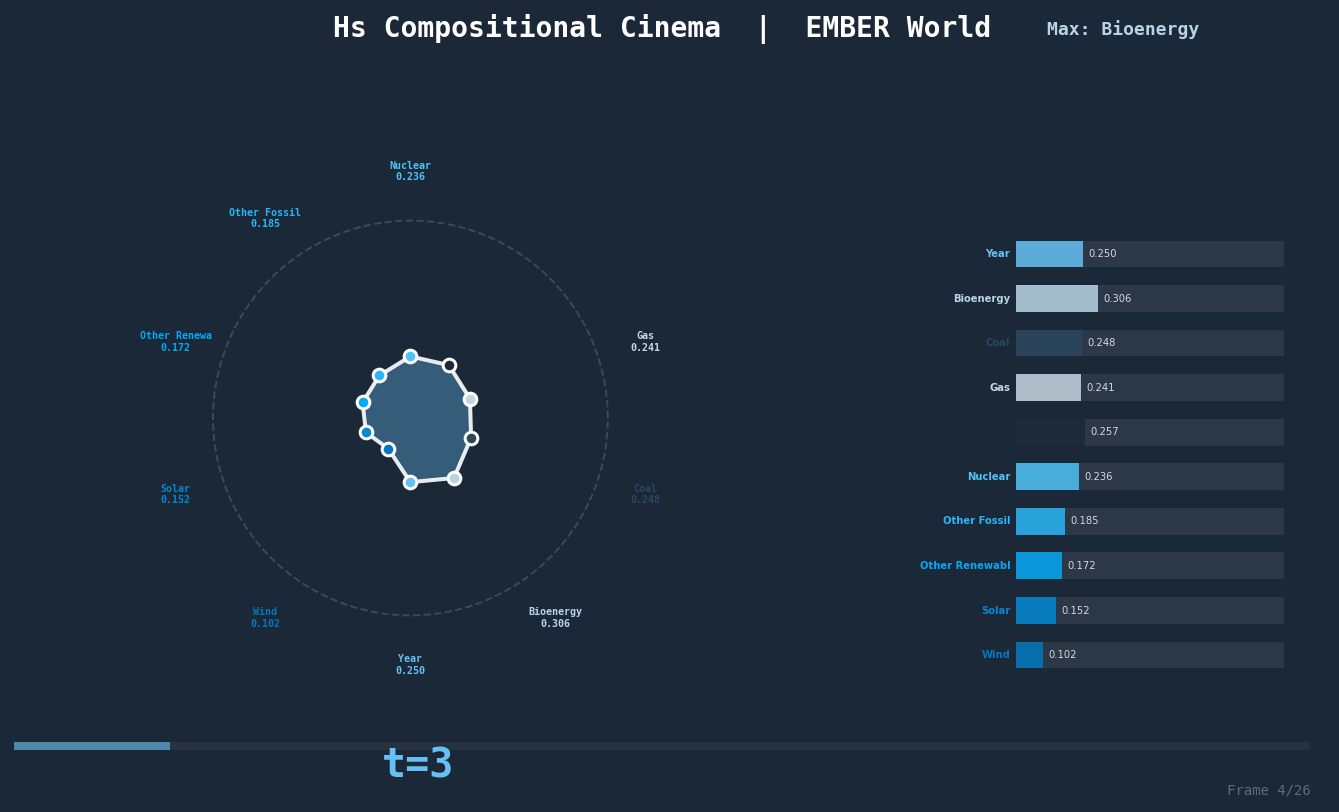 Hs Compositional Cinema | EMBER World
Max: Bioenergy
Nuclear
0.236
Other Fossil
0.185
Other Renewa
0.172
Gas
0.241
Solar
0.152
Coal
0.248
Wind
0.102
Bioenergy
0.306
Year
0.250
Year 0.250
Bioenergy 0.306
Coal 0.248
Gas 0.241
0.257
Nuclear 0.236
Other Fossil 0.185
Other Renewabl 0.172
Solar 0.152
Wind 0.102
t=3
Frame 4/26